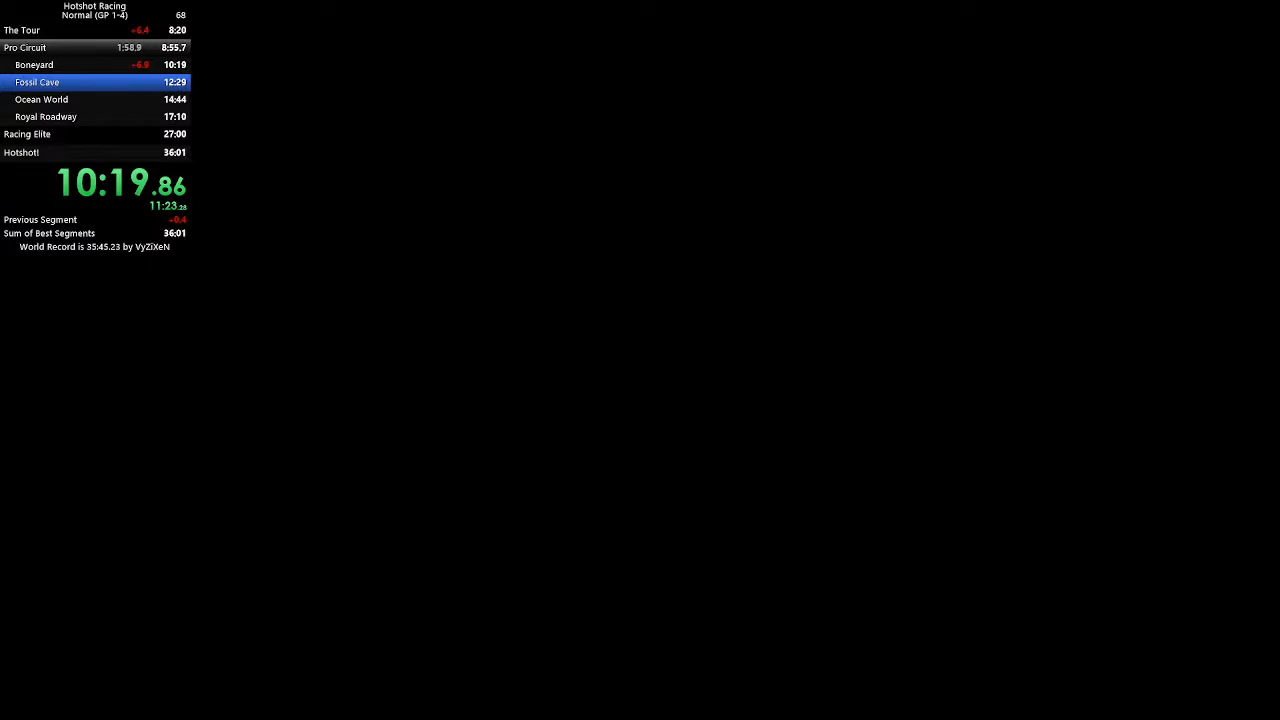 Hotshot Racing
Normal (GP 1-4) 68
The Tour +6.4 8:20
Pro Circuit 1:58.9 8:55.7
Boneyard +6.9 10:19
Fossil Cave 12:29
Ocean World 14:44
Royal Roadway 17:10
Racing Elite 27:00
Hotshot! 36:01
10:19.86
11:23.28
Previous Segment +0.4
Sum of Best Segments 36:01
World Record is 35:45.23 by VyZiXeN